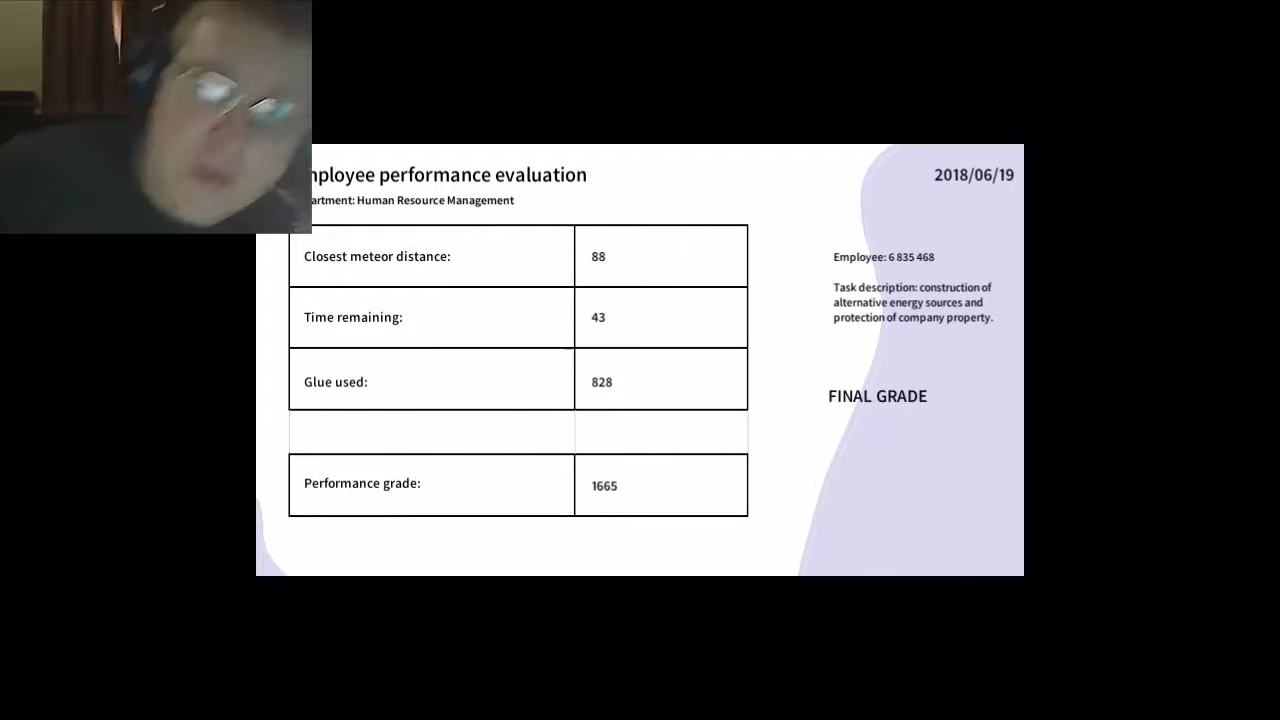 mployee performance evaluation
2018/06/19
artment: Human Resource Management
Closest meteor distance: 88
Time remaining: 43
Glue used: 828
Performance grade: 1665
Employee: 6 835 468
Task description: construction of
alternative energy sources and
protection of company property.
FINAL GRADE